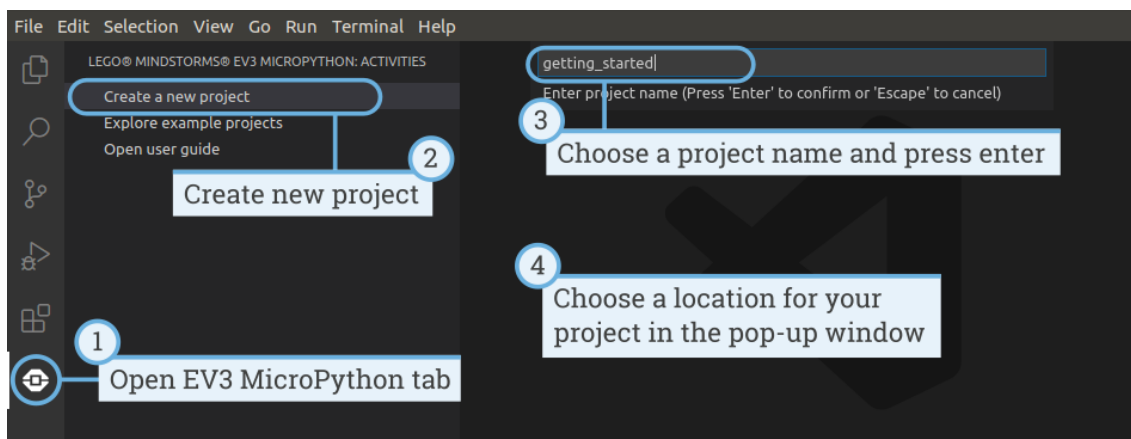 File Edit Selection View Go Run Terminal Help
LEGO® MINDSTORMS® EV3 MICROPYTHON: ACTIVITIES
Create a new project
Explore example projects
Open user guide
2
Create new project
1
Open EV3 MicroPython tab
getting_started
Enter project name (Press 'Enter' to confirm or 'Escape' to cancel)
3
Choose a project name and press enter
4
Choose a location for your
project in the pop-up window